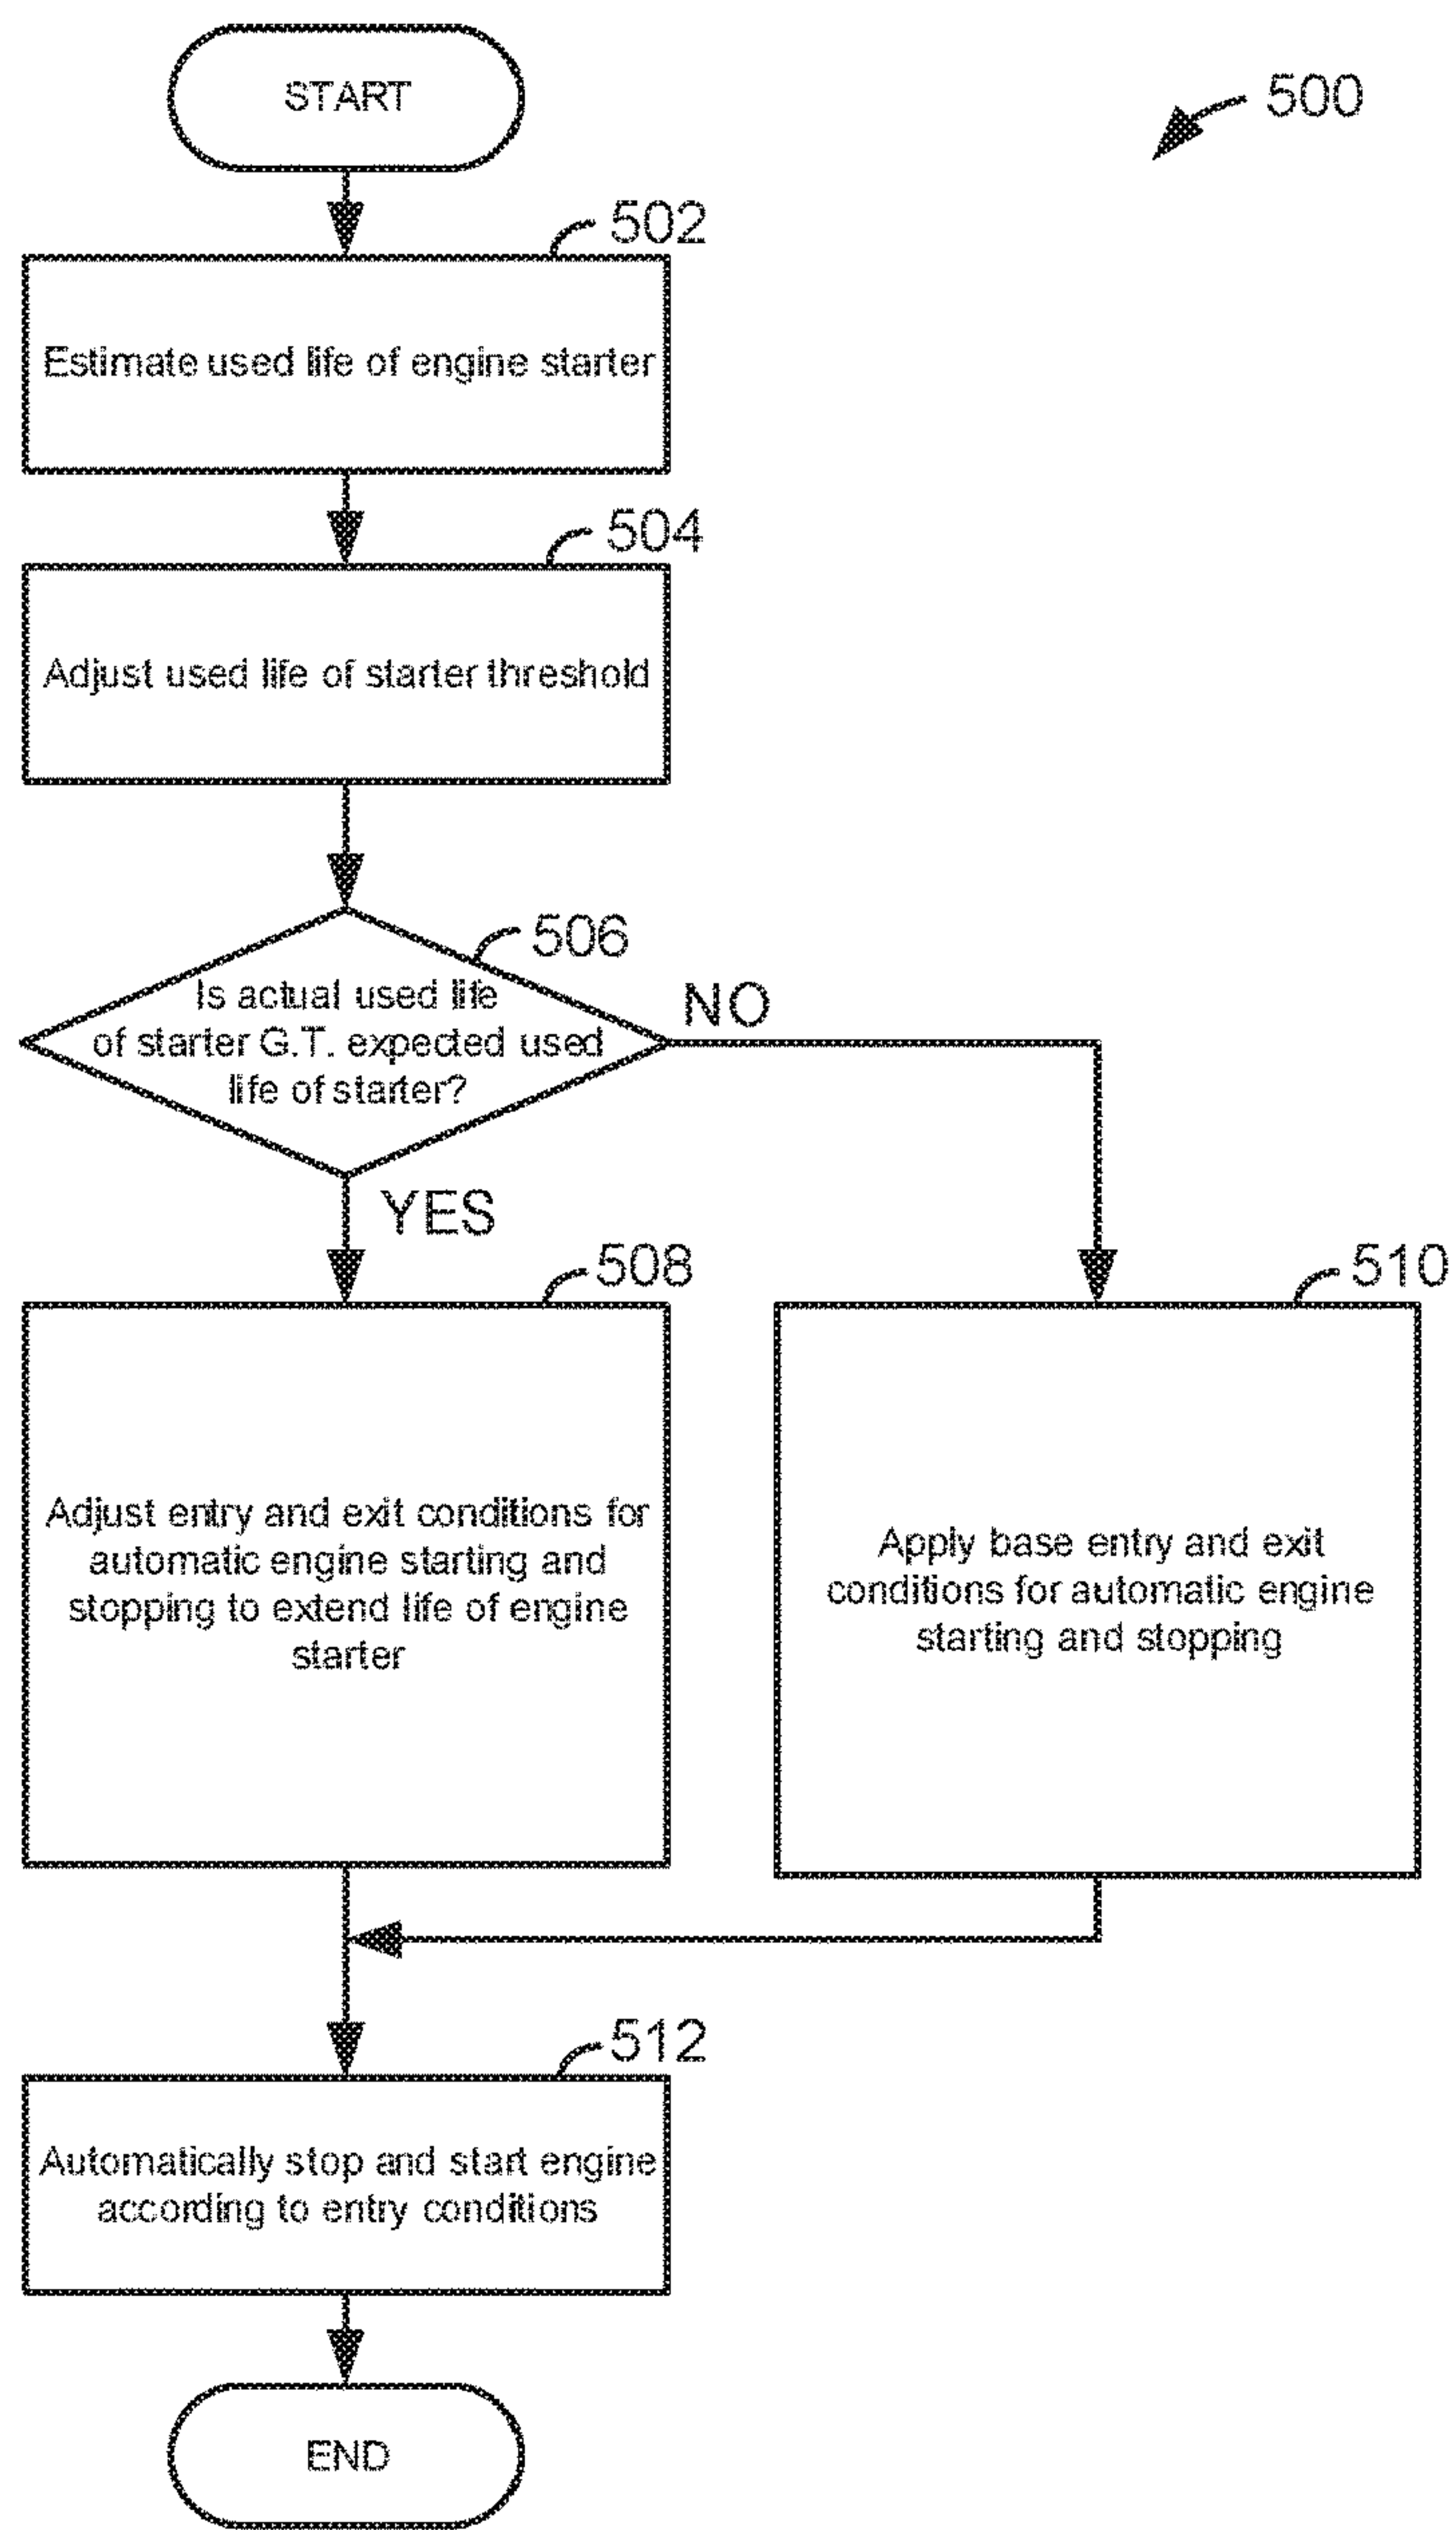 START
500
502
Estimate used life of engine starter
504
Adjust used life of starter threshold
506
Is actual used life
of starter G.T. expected used
life of starter?
NO
YES
508
Adjust entry and exit conditions for
automatic engine starting and
stopping to extend life of engine
starter
510
Apply base entry and exit
conditions for automatic engine
starting and stopping
512
Automatically stop and start engine
according to entry conditions
END